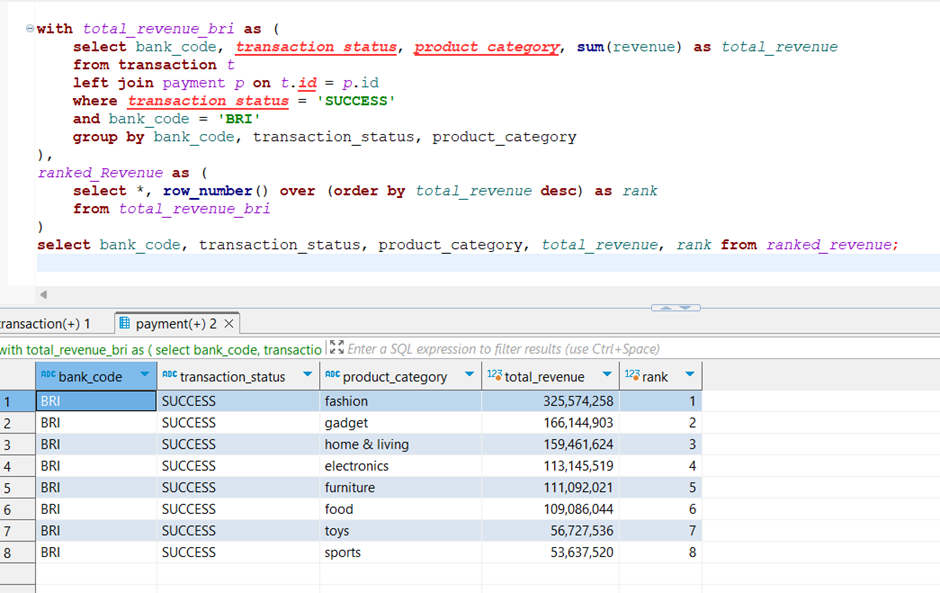 with total_revenue_bri as (
select bank_code, transaction_status, product_category, sum(revenue) as total_revenue
from transaction t
left join payment p on t.id = p.id
where transaction_status = 'SUCCESS'
and bank_code = 'BRI'
group by bank_code, transaction_status, product_category
),
ranked_Revenue as (
select *, row_number() over (order by total_revenue desc) as rank
from total_revenue_bri
)
select bank_code, transaction_status, product_category, total_revenue, rank from ranked_revenue;
ransaction(+) 1 payment(+) 2
with total_revenue_bri as ( select bank_code, transactio Enter a SQL expression to filter results (use Ctrl+Space)
ABC bank_code ABC transaction_status ABC product_category 123 total_revenue 123 rank
1 BRI SUCCESS fashion 325,574,258 1
2 BRI SUCCESS gadget 166,144,903 2
3 BRI SUCCESS home & living 159,461,624 3
4 BRI SUCCESS electronics 113,145,519 4
5 BRI SUCCESS furniture 111,092,021 5
6 BRI SUCCESS food 109,086,044 6
7 BRI SUCCESS toys 56,727,536 7
8 BRI SUCCESS sports 53,637,520 8